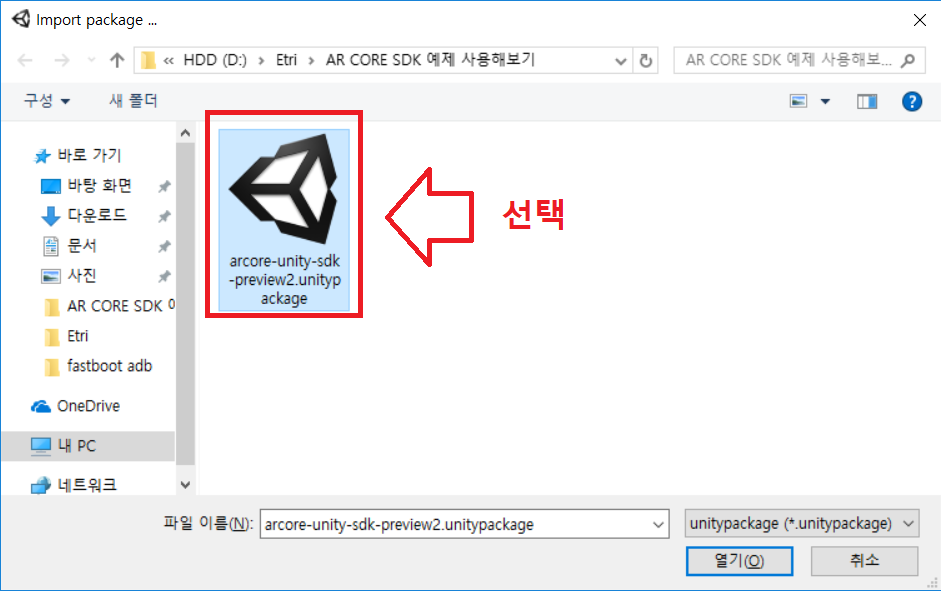 Import package ...
« HDD (D:) › Etri › AR CORE SDK 예제 사용해보기
AR CORE SDK 예제 사용해보...
구성
새 폴더
바로 가기
바탕 화면
다운로드
문서
사진
AR CORE SDK 예
Etri
fastboot adb
OneDrive
내 PC
네트워크
arcore-unity-sdk
-preview2.unityp
ackage
선택
파일 이름(N):
arcore-unity-sdk-preview2.unitypackage
unitypackage (*.unitypackage)
열기(O)
취소